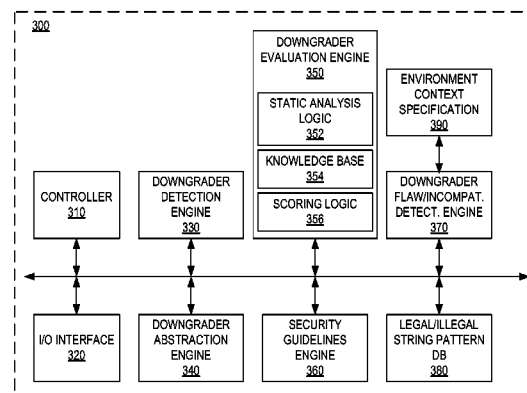 300
DOWNGRADER
EVALUATION ENGINE
350
STATIC ANALYSIS
LOGIC
352
KNOWLEDGE BASE
354
SCORING LOGIC
356
ENVIRONMENT
CONTEXT
SPECIFICATION
390
CONTROLLER
310
DOWNGRADER
DETECTION
ENGINE
330
DOWNGRADER
FLAW/INCOMPAT.
DETECT. ENGINE
370
I/O INTERFACE
320
DOWNGRADER
ABSTRACTION
ENGINE
340
SECURITY
GUIDELINES
ENGINE
360
LEGAL/ILLEGAL
STRING PATTERN
DB
380